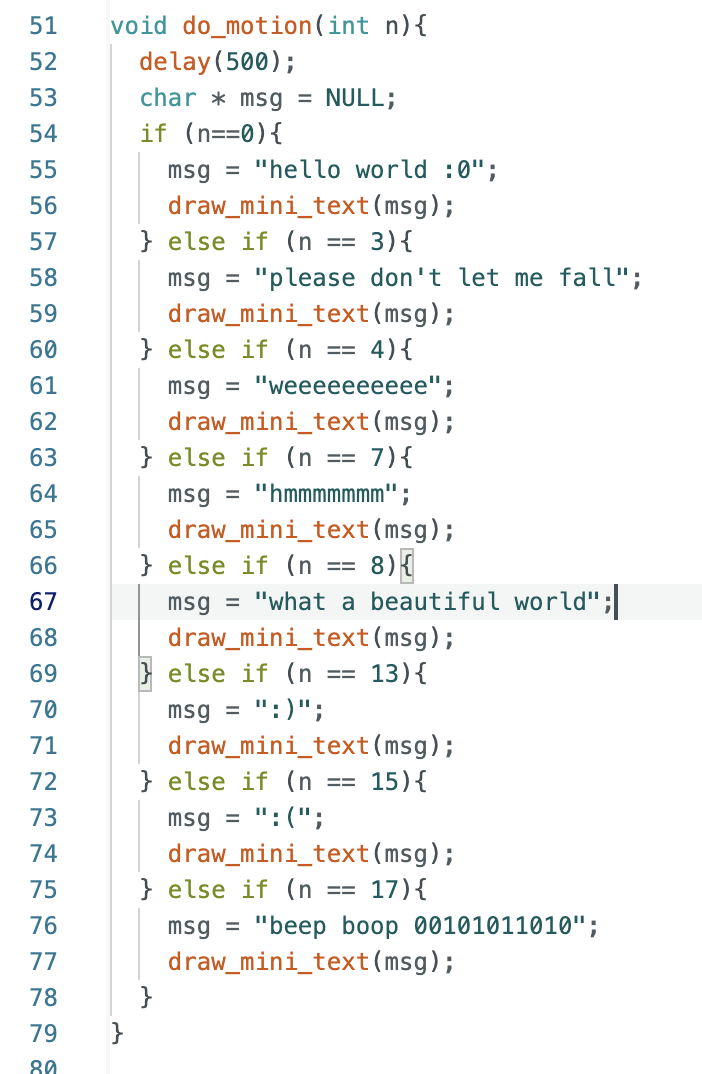 51 void do_motion(int n){
52   delay(500);
53   char * msg = NULL;
54   if (n==0){
55     msg = "hello world :0";
56     draw_mini_text(msg);
57   } else if (n == 3){
58     msg = "please don't let me fall";
59     draw_mini_text(msg);
60   } else if (n == 4){
61     msg = "weeeeeeeeee";
62     draw_mini_text(msg);
63   } else if (n == 7){
64     msg = "hmmmmmmm";
65     draw_mini_text(msg);
66   } else if (n == 8){
67     msg = "what a beautiful world";
68     draw_mini_text(msg);
69   } else if (n == 13){
70     msg = ":)";
71     draw_mini_text(msg);
72   } else if (n == 15){
73     msg = ":(";
74     draw_mini_text(msg);
75   } else if (n == 17){
76     msg = "beep boop 00101011010";
77     draw_mini_text(msg);
78   }
79 }
80